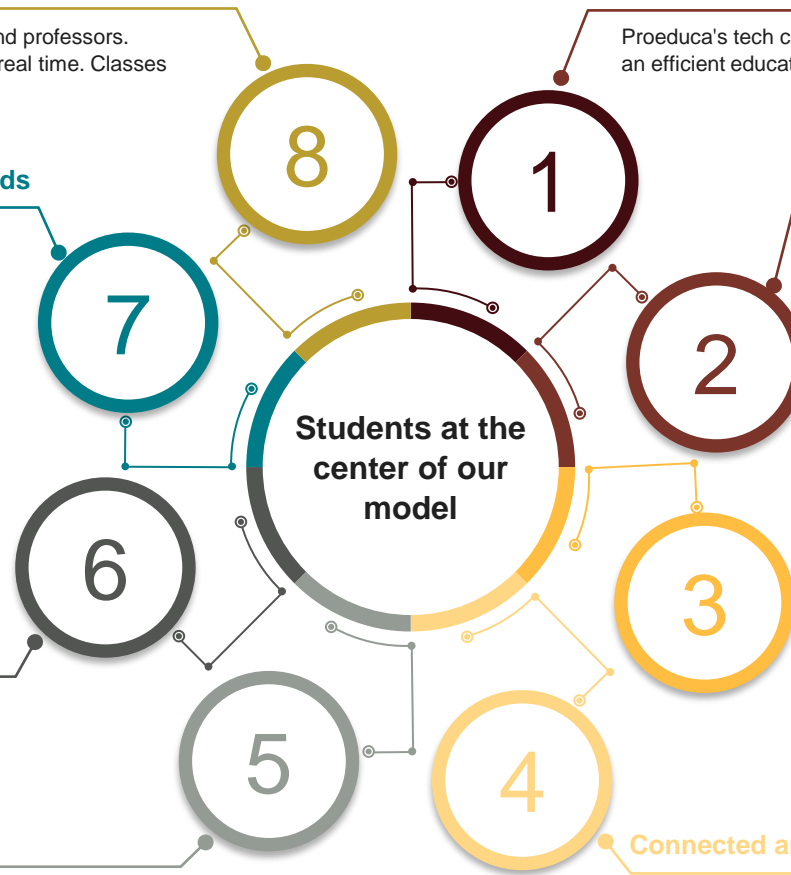 nd professors.
real time. Classes
Proeduca's tech c
an efficient educat
8
1
ds
7
2
Students at the
center of our
model
6
3
5
4
Connected a